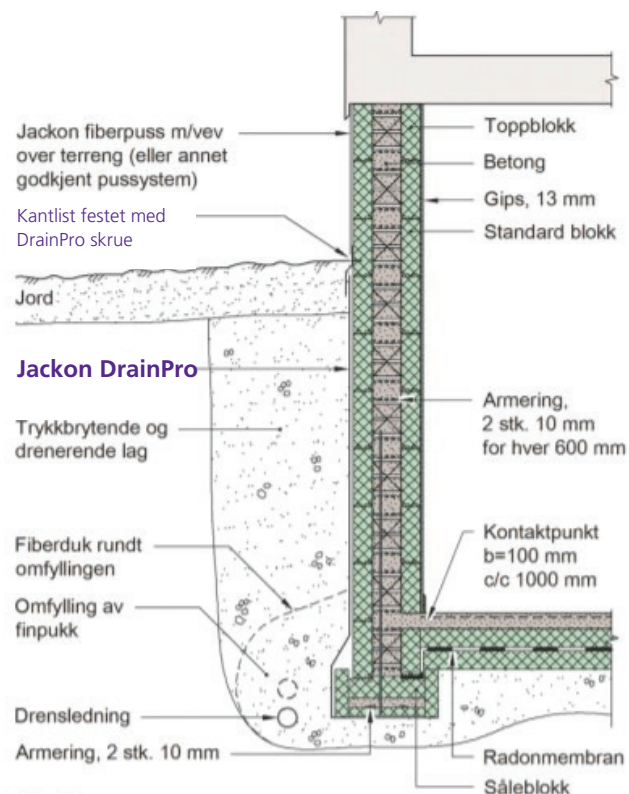 Jackon fiberpuss m/vev
over terreng (eller annet
godkjent pussystem)
Kantlist festet med
DrainPro skrue
Jord
Jackon DrainPro
Trykkbrytende og
drenerende lag
Fiberduk rundt
omfyllingen
Omfylling av
finpukk
Drensledning
Armering, 2 stk. 10 mm
Toppblokk
Betong
Gips, 13 mm
Standard blokk
Armering,
2 stk. 10 mm
for hver 600 mm
Kontaktpunkt
b=100 mm
c/c 1000 mm
Radonmembran
Såleblokk